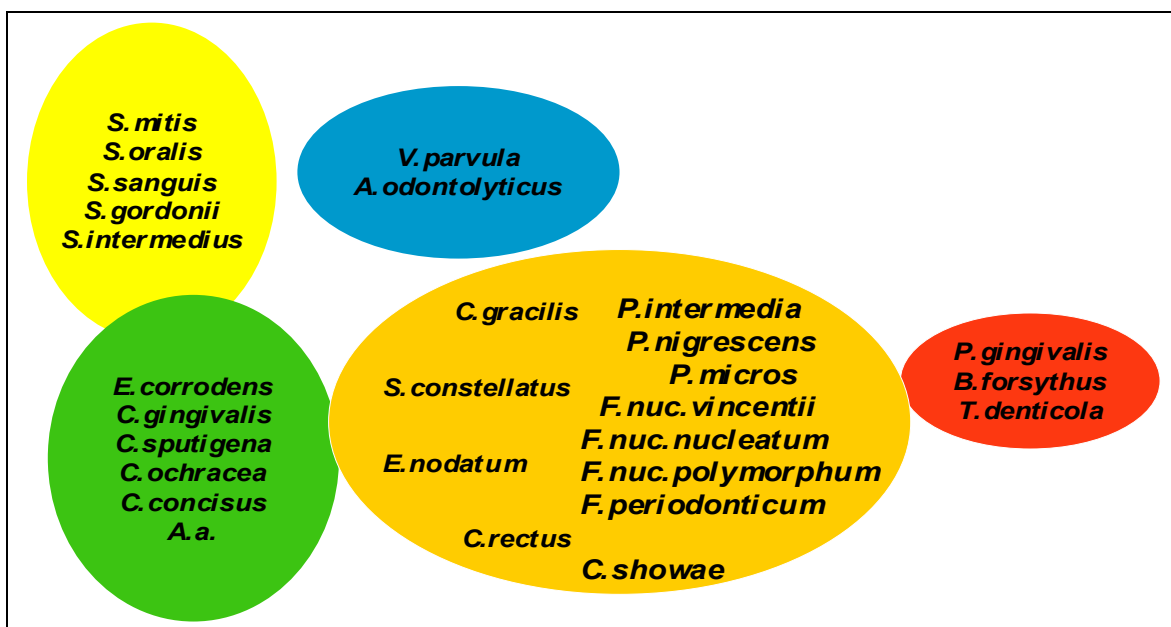 S.mitis
S.oralis
S.sanguis
S.gordonii
S.intermedius
V.parvula
A.odontolyticus
E.corrodens
C.gingivalis
C.sputigena
C.ochracea
C.concisus
A.a.
C.gracilis
S.constellatus
E.nodatum
C.rectus
P.intermedia
P.nigrescens
P.micros
F.nuc.vincentii
F.nuc.nucleatum
F.nuc.polymorphum
F.periodonticum
C.showae
P.gingivalis
B.forsythus
T.denticola